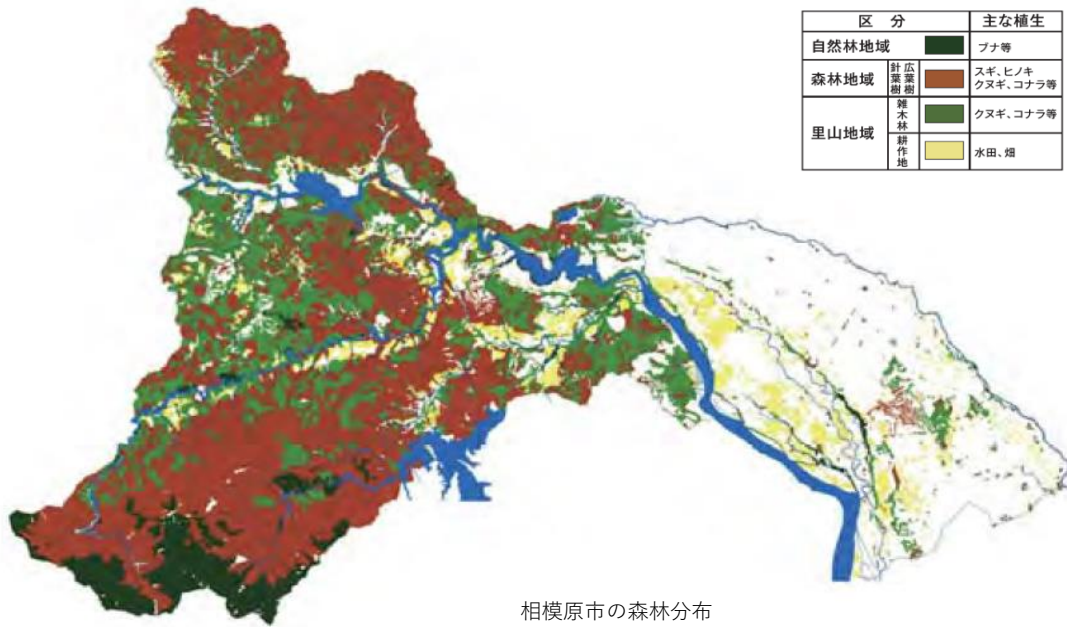 区 分 主な植生
自然林地域 ブナ等
森林地域 針葉樹 広葉樹 スギ、ヒノキ
クヌギ、コナラ等
里山地域 雑木林 クヌギ、コナラ等
耕作地 水田、畑
相模原市の森林分布